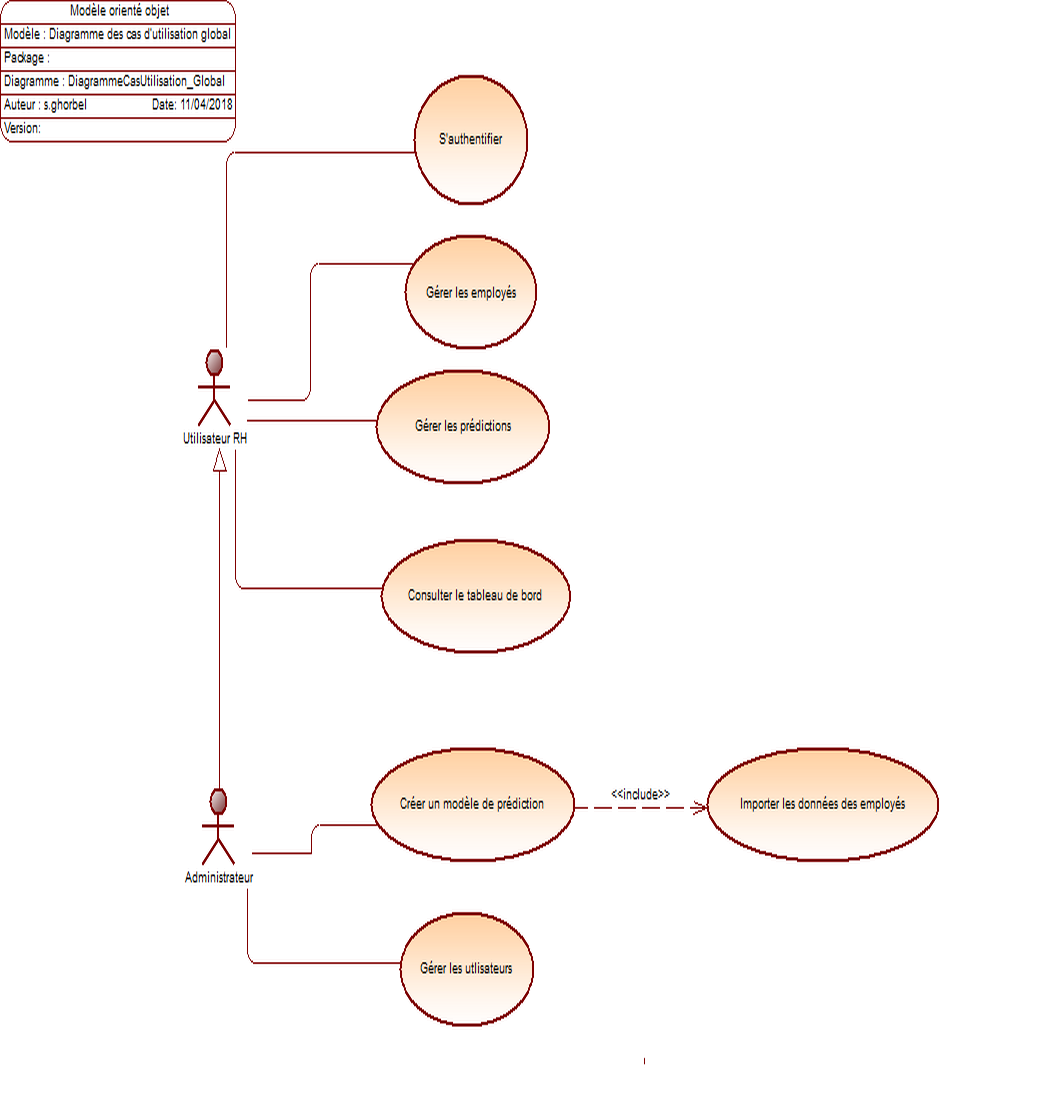 Modèle orienté objet
Modèle : Diagramme des cas d'utilisation global
Package :
Diagramme : DiagrammeCasUtilisation_Global
Auteur : s.ghorbel Date: 11/04/2018
Version:
S'authentifier
Gérer les employés
Gérer les prédictions
Utilisateur RH
Consulter le tableau de bord
Créer un modèle de prédiction
<<include>>
Importer les données des employés
Administrateur
Gérer les utlisateurs